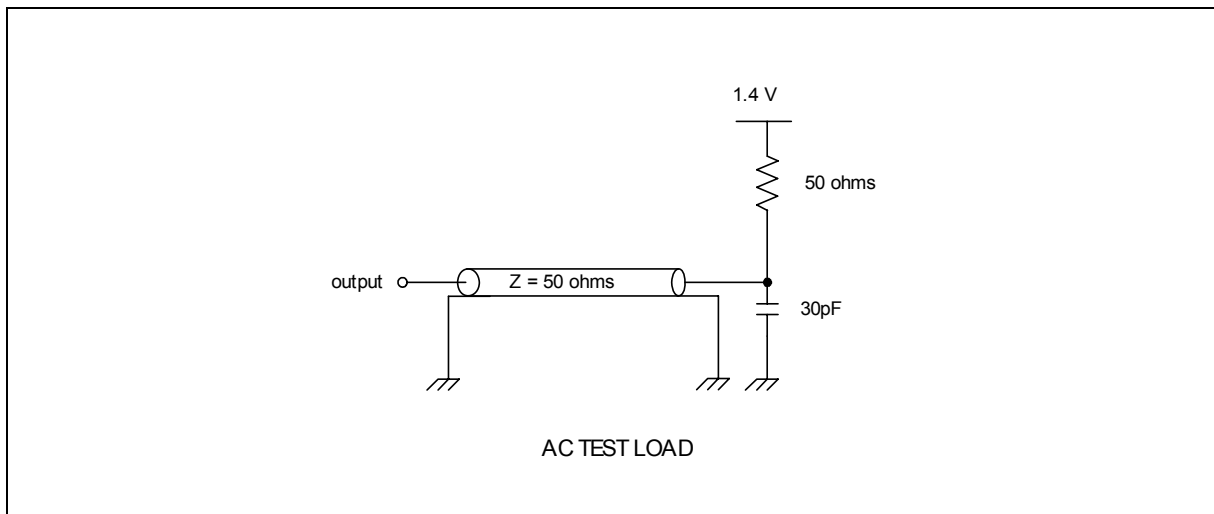 1.4 V
50 ohms
output
Z = 50 ohms
30pF
AC TEST LOAD